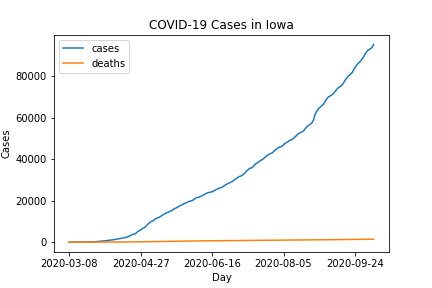 COVID-19 Cases in Iowa
cases
deaths
80000
60000
40000
20000
0
Cases
2020-03-08 2020-04-27 2020-06-16 2020-08-05 2020-09-24
Day